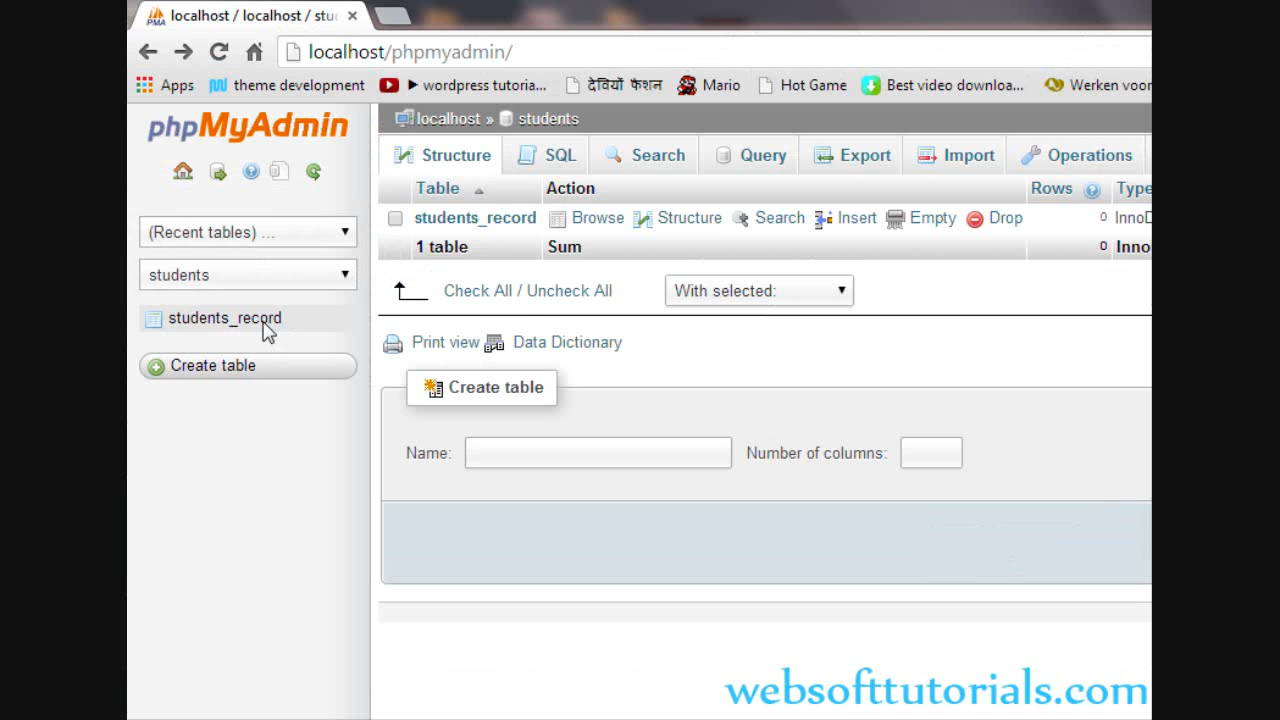 localhost / localhost / stu
localhost/phpmyadmin/
Apps theme development ► wordpress tutoria... देवियों फैशन Mario Hot Game Best video downloa... Werken voor
phpMyAdmin
localhost » students
Structure SQL Search Query Export Import Operations
Table Action Rows Type
students_record Browse Structure Search Insert Empty Drop 0 InnoD
1 table Sum 0 Inno
(Recent tables) ...
students
students_record
Create table
Check All / Uncheck All With selected:
Print view Data Dictionary
Create table
Name: Number of columns:
websofttutorials.com